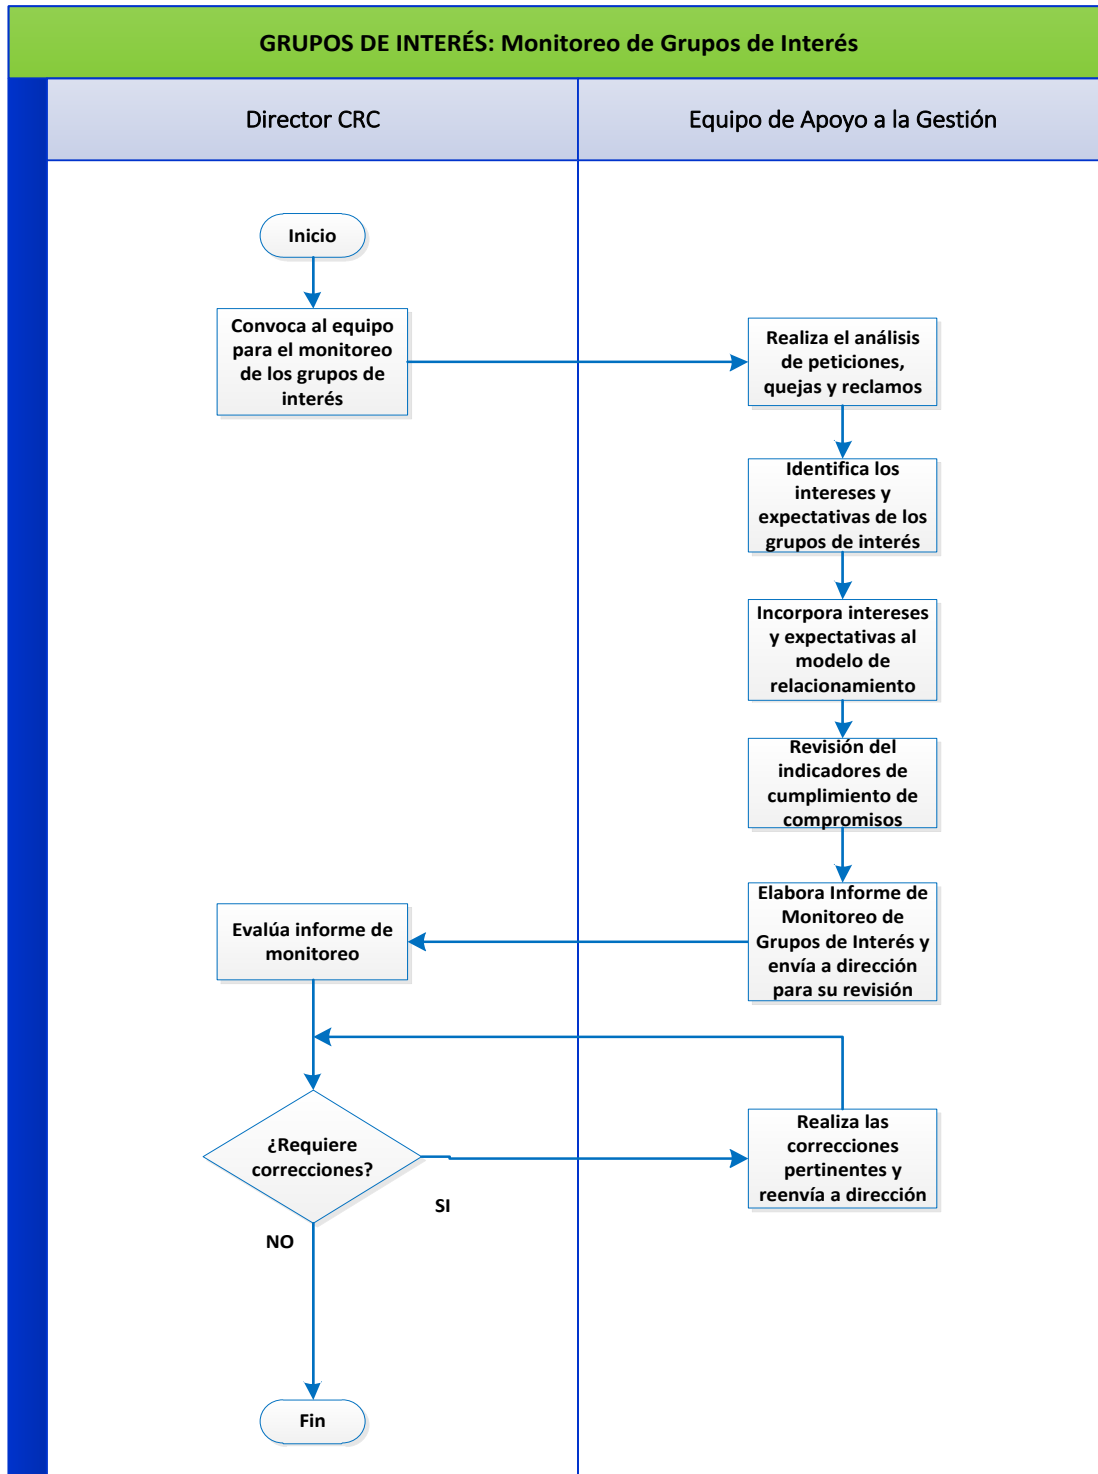 GRUPOS DE INTERÉS: Monitoreo de Grupos de Interés
Director CRC
Equipo de Apoyo a la Gestión
Inicio
Convoca al equipo
para el monitoreo
de los grupos de
interés
Realiza el análisis
de peticiones,
quejas y reclamos
Identifica los
intereses y
expectativas de los
grupos de interés
Incorpora intereses
y expectativas al
modelo de
relacionamiento
Revisión del
indicadores de
cumplimiento de
compromisos
Elabora Informe de
Monitoreo de
Grupos de Interés y
envía a dirección
para su revisión
Evalúa informe de
monitoreo
¿Requiere
correcciones?
SI
NO
Realiza las
correcciones
pertinentes y
reenvía a dirección
Fin